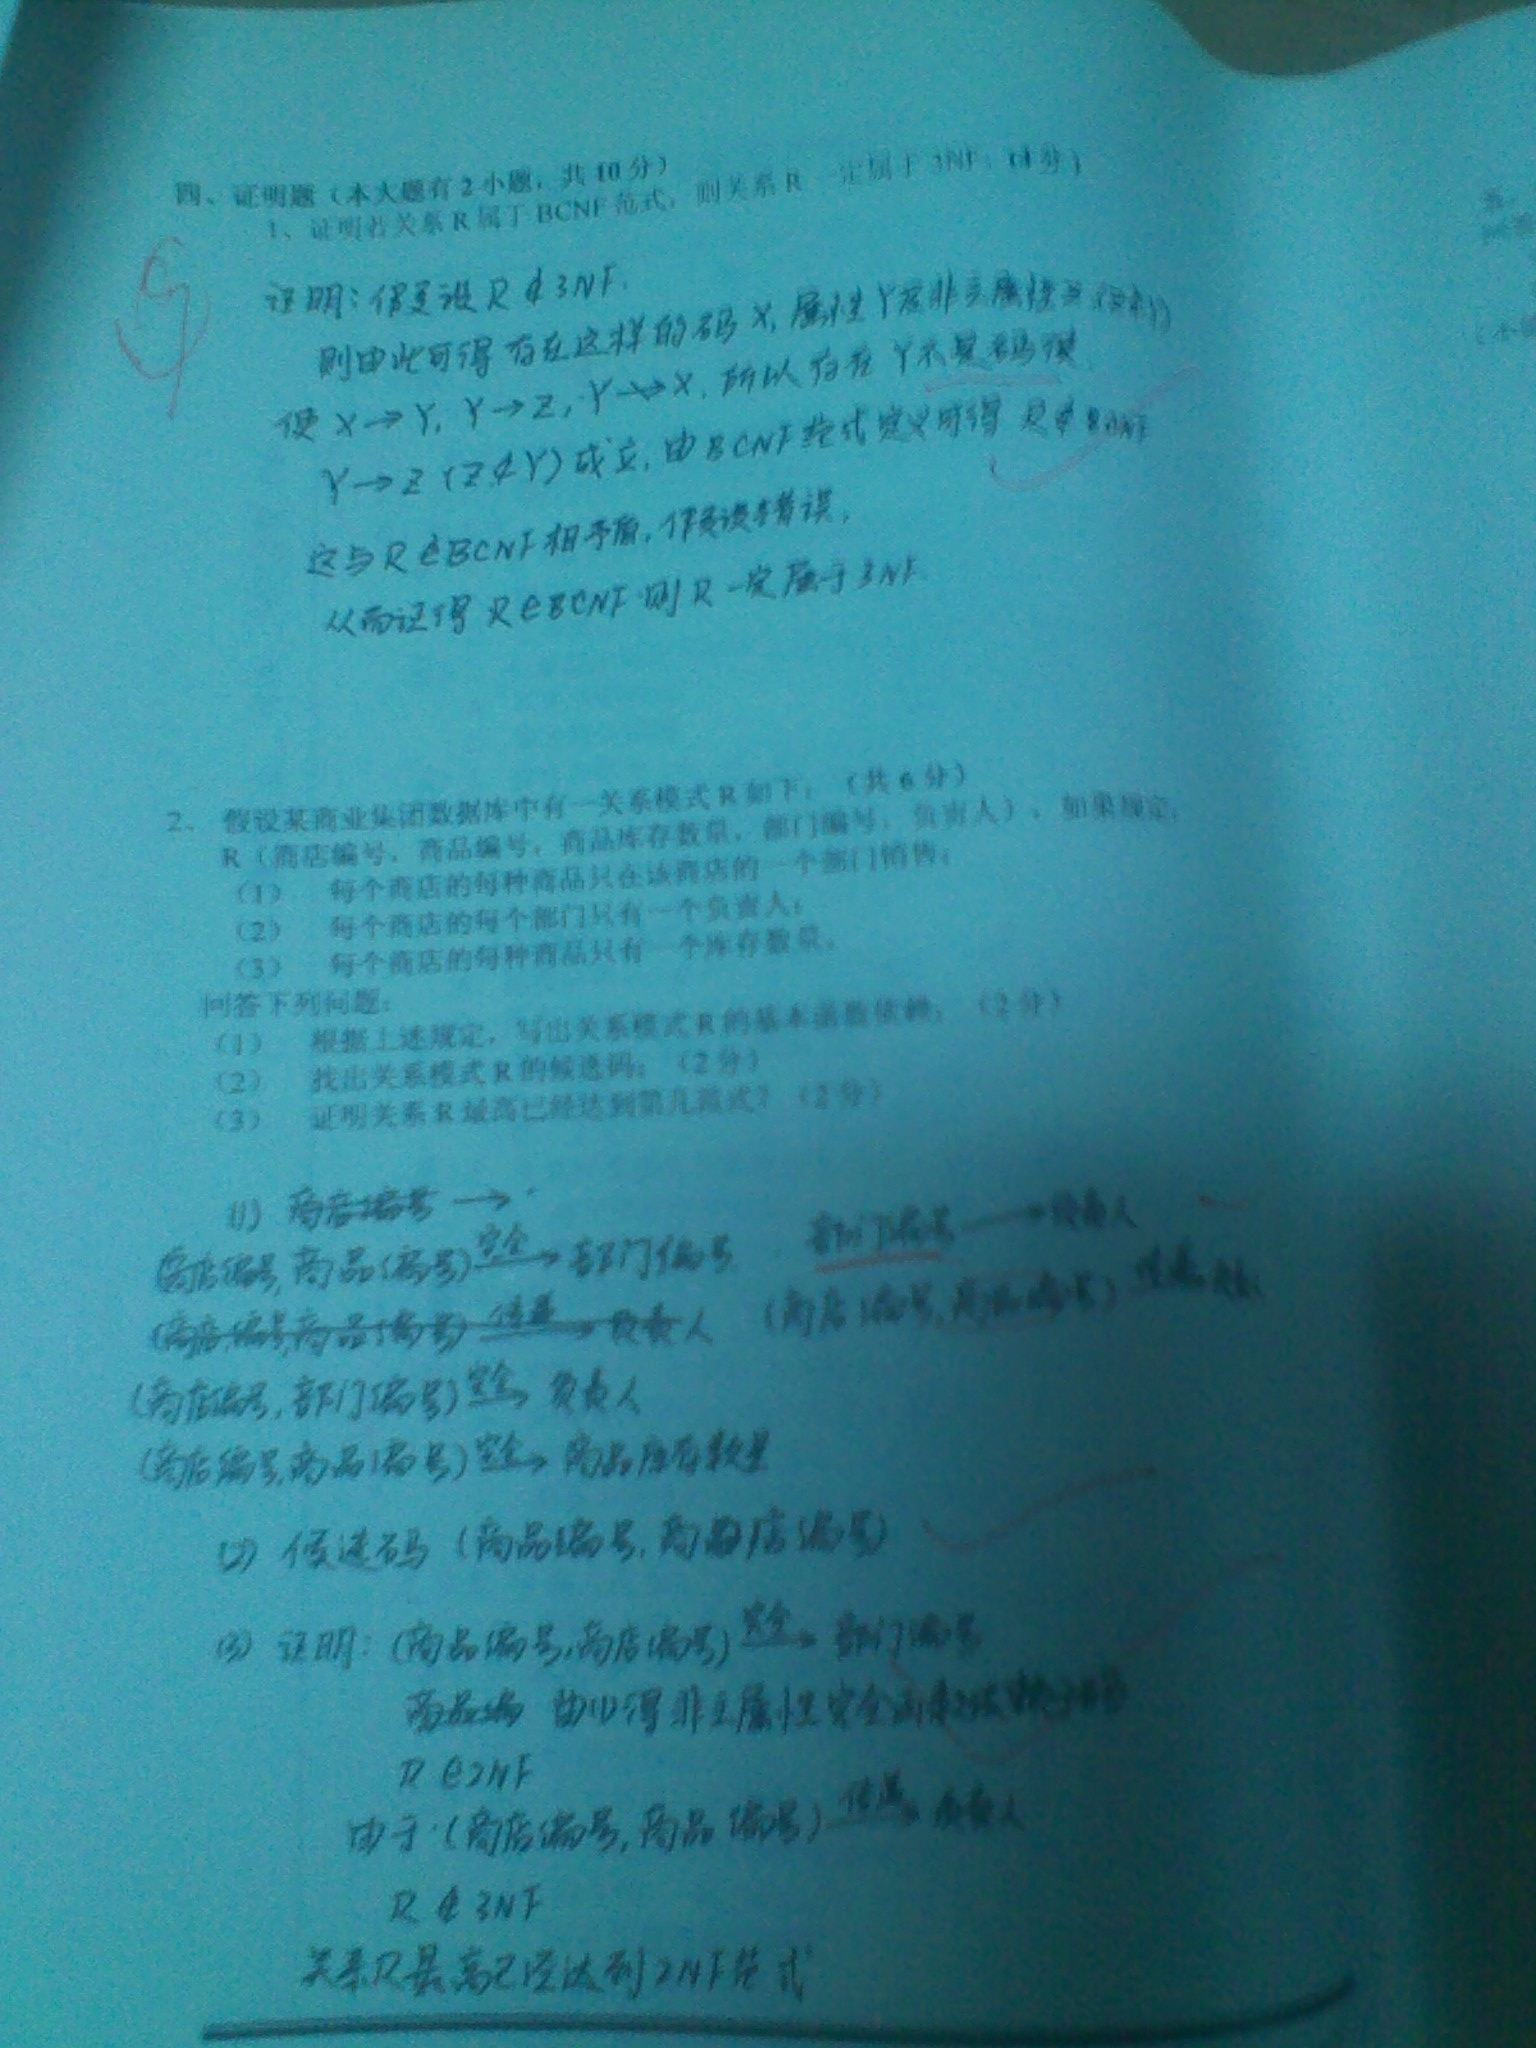 四、证明题（本大题有2小题，共10分）
1、证明若关系R属于BCNF范式，则关系R一定属于3NF；（4分）
证明：假设R∉3NF.
则由此可得存在这样的码X，属性Y及非主属性Z（Z⊄Y）
使X→Y，Y→Z，Y↛X，所以存在Y不是码使
Y→Z（Z⊄Y）成立，由BCNF范式定义可得 R∉BCNF
这与R∈BCNF相矛盾，假设错误，
从而证得R∈BCNF则R一定属于3NF
2、假设某商业集团数据库中有一关系模式R如下：（共6分）
R（商店编号，商品编号，商品库存数量，部门编号，负责人），如果规定：
（1） 每个商店的每种商品只在该商店的一个部门销售；
（2） 每个商店的每个部门只有一个负责人；
（3） 每个商店的每种商品只有一个库存数量。
回答下列问题：
（1） 根据上述规定，写出关系模式R的基本函数依赖；（2分）
（2） 找出关系模式R的候选码；（2分）
（3） 证明关系R最高已经达到第几范式？（2分）
(1) 商店编号 →
(商店编号,商品编号) 完全→ 部门编号 部门编号 → 负责人
(商店编号,商品编号) 传递→ 负责人 (商店编号,商品编号) 传递→
(商店编号,部门编号) 完全→ 负责人
(商店编号,商品编号) 完全→ 商品库存数量
(2) 候选码 (商品编号,商店编号)
(3) 证明：(商品编号,商店编号) 完全→ 部门编号
商品编 由(1)得非主属性完全函数依赖于
R∈2NF
由于(商店编号,商品编号) 传递→ 负责人
R∉3NF
关系R最高已经达到2NF范式